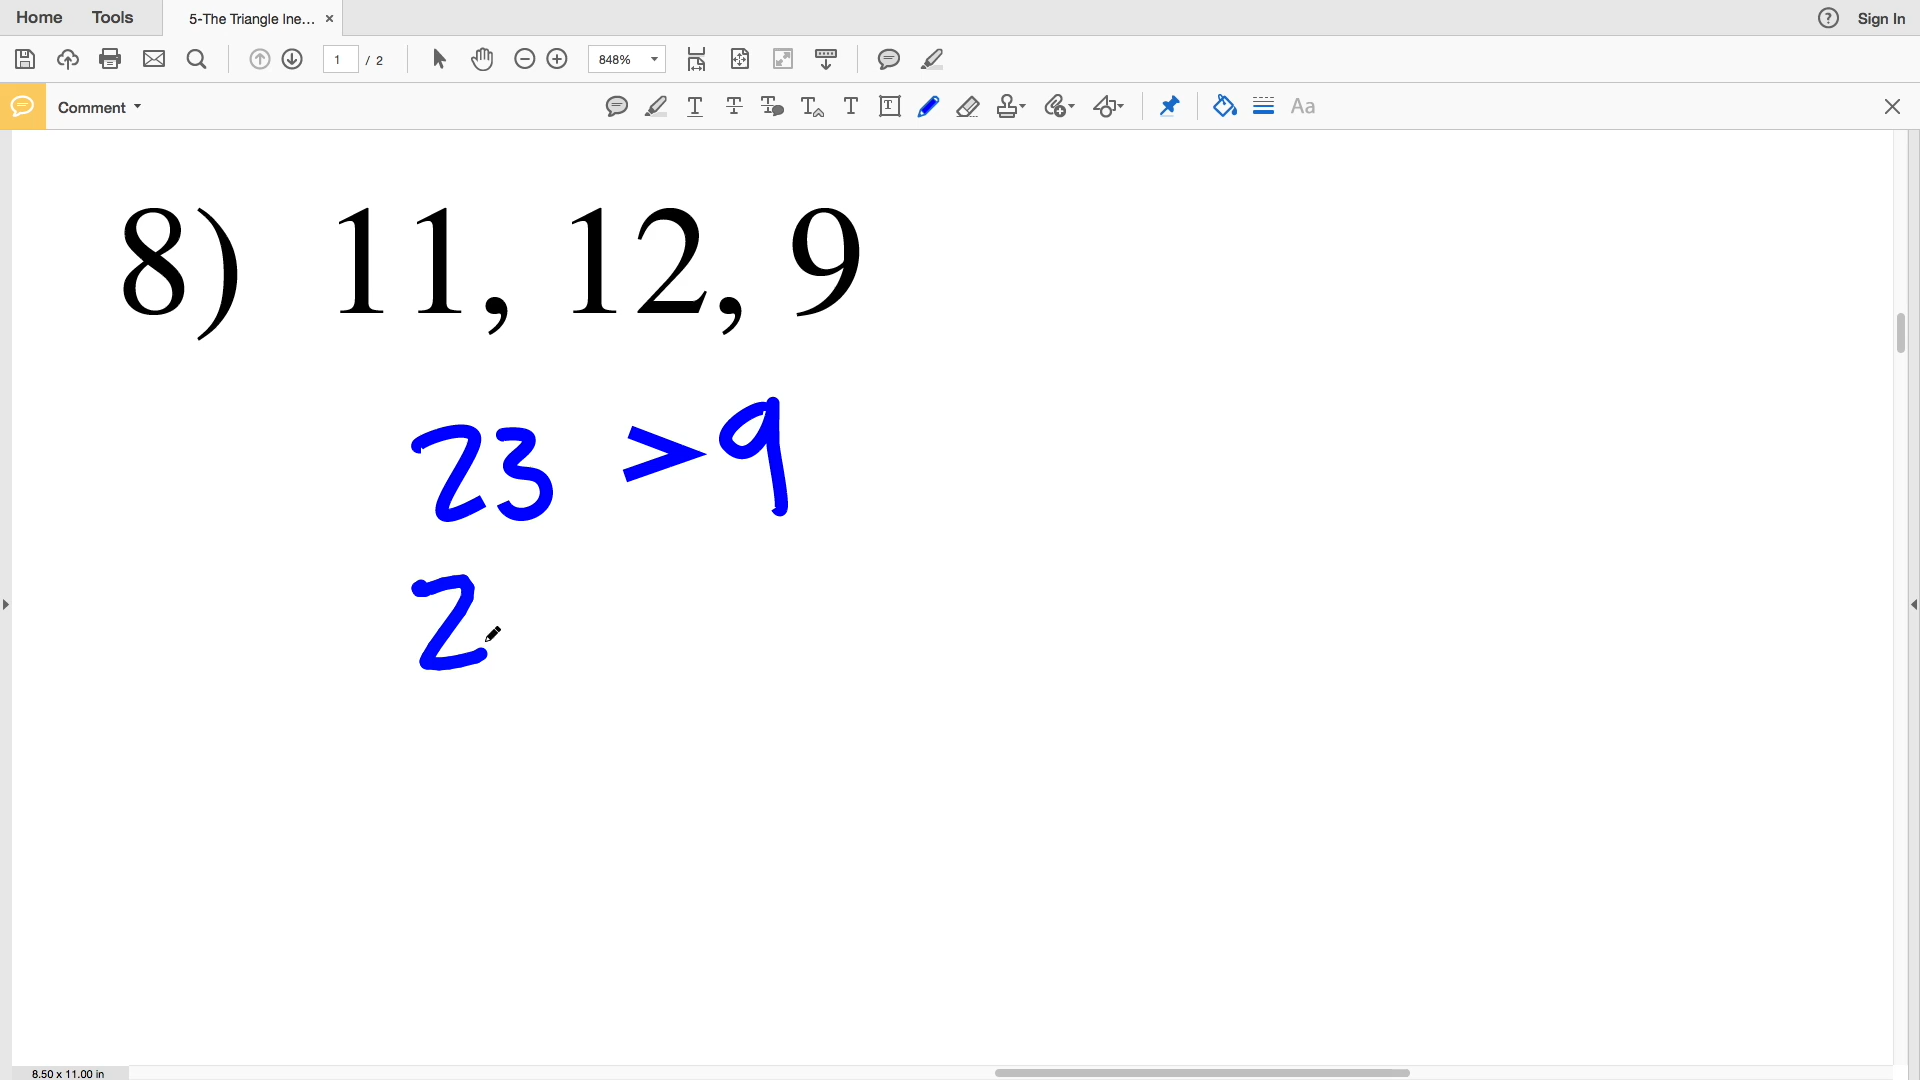 Home Tools 5-The Triangle Ine... × ? Sign In
1 / 2 848%
Comment T T T T T T Aa
8) 11, 12, 9
23 > 9
2
8.50 x 11.00 in